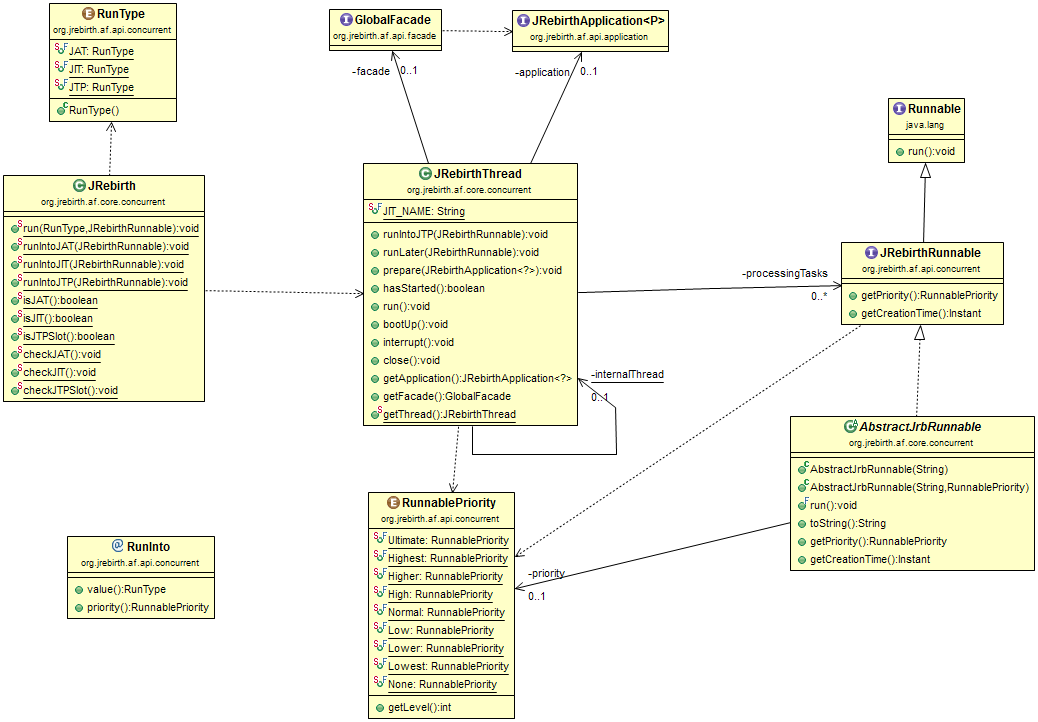 RunType
org.jrebirth.af.api.concurrent
JAT: RunType
JIT: RunType
JTP: RunType
RunType()
GlobalFacade
org.jrebirth.af.api.facade
JRebirthApplication<P>
org.jrebirth.af.api.application
-facade
0..1
-application
0..1
Runnable
java.lang
run():void
JRebirth
org.jrebirth.af.core.concurrent
run(RunType,JRebirthRunnable):void
runIntoJAT(JRebirthRunnable):void
runIntoJIT(JRebirthRunnable):void
runIntoJTP(JRebirthRunnable):void
isJAT():boolean
isJIT():boolean
isJTPSlot():boolean
checkJAT():void
checkJIT():void
checkJTPSlot():void
JRebirthThread
org.jrebirth.af.core.concurrent
JIT_NAME: String
runIntoJTP(JRebirthRunnable):void
runLater(JRebirthRunnable):void
prepare(JRebirthApplication<?>):void
hasStarted():boolean
run():void
bootUp():void
interrupt():void
close():void
getApplication():JRebirthApplication<?>
getFacade():GlobalFacade
getThread():JRebirthThread
-processingTasks
0..*
-internalThread
0..1
JRebirthRunnable
org.jrebirth.af.api.concurrent
getPriority():RunnablePriority
getCreationTime():Instant
AbstractJrbRunnable
org.jrebirth.af.core.concurrent
AbstractJrbRunnable(String)
AbstractJrbRunnable(String,RunnablePriority)
run():void
toString():String
getPriority():RunnablePriority
getCreationTime():Instant
RunnablePriority
org.jrebirth.af.api.concurrent
Ultimate: RunnablePriority
Highest: RunnablePriority
Higher: RunnablePriority
High: RunnablePriority
Normal: RunnablePriority
Low: RunnablePriority
Lower: RunnablePriority
Lowest: RunnablePriority
None: RunnablePriority
getLevel():int
-priority
0..1
RunInto
org.jrebirth.af.api.concurrent
value():RunType
priority():RunnablePriority